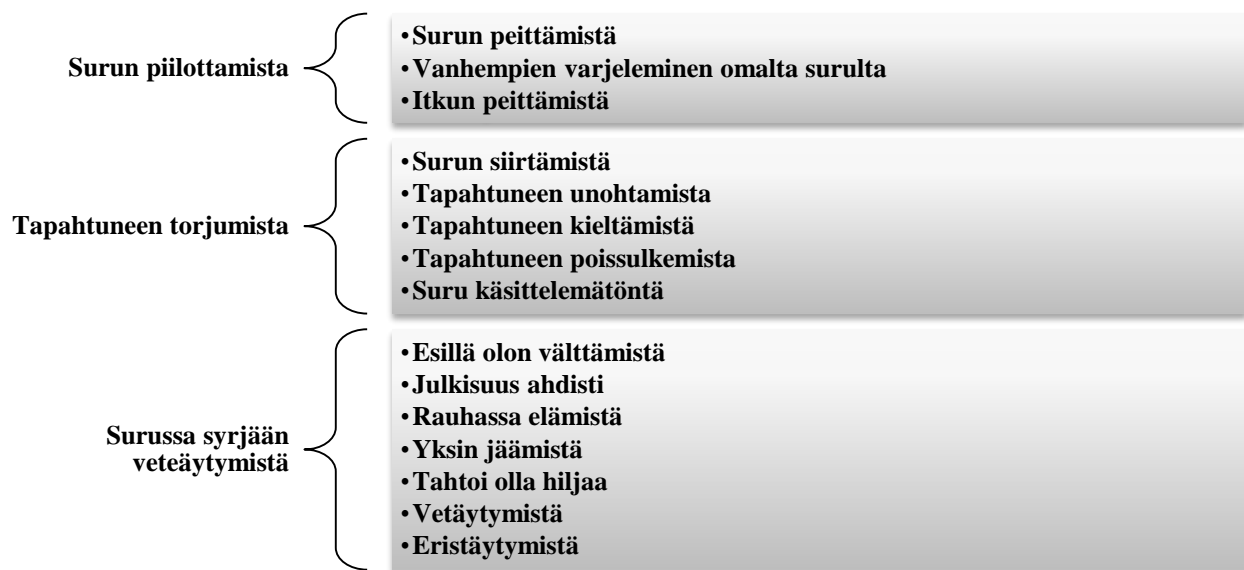 Surun piilottamista
•Surun peittämistä
•Vanhempien varjeleminen omalta surulta
•Itkun peittämistä
Tapahtuneen torjumista
•Surun siirtämistä
•Tapahtuneen unohtamista
•Tapahtuneen kieltämistä
•Tapahtuneen poissulkemista
•Suru käsittelemätöntä
Surussa syrjään
veteäytymistä
•Esillä olon välttämistä
•Julkisuus ahdisti
•Rauhassa elämistä
•Yksin jäämistä
•Tahtoi olla hiljaa
•Vetäytymistä
•Eristäytymistä